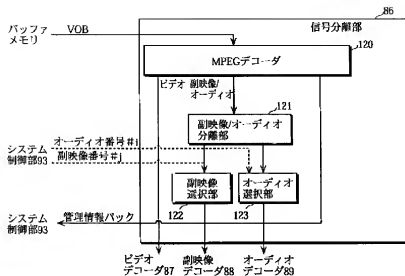 86
信号分離部
バッファ
メモリ
VOB
120
MPEGデコーダ
ビデオ
副映像/
オーディオ
121
副映像/オーディオ
分離部
オーディオ番号#i
システム
制御部93
副映像番号#j
副映像
選択部
オーディオ
選択部
122
123
システム
制御部93
管理情報パック
ビデオ
デコーダ87
副映像
デコーダ88
オーディオ
デコーダ89